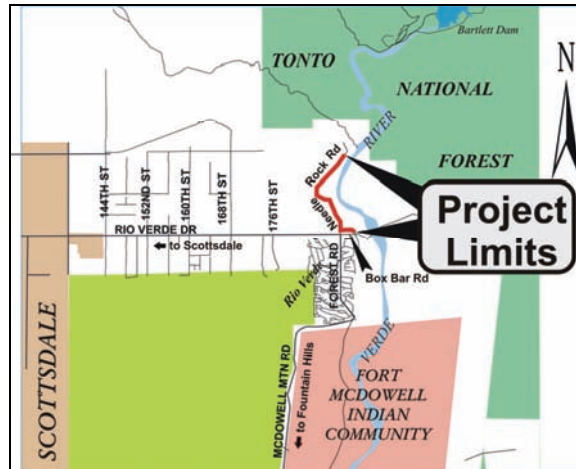 Bartlett Dam
TONTO
NATIONAL
FOREST
N
RIVER
Needle Rock Rd
Project
Limits
144TH ST
152ND ST
160TH ST
168TH ST
176TH ST
RIO VERDE DR
to Scottsdale
Box Bar Rd
Rio Verde
FOREST RD
VERDE
SCOTTSDALE
MCDOWELL MTN RD
to Fountain Hills
FORT
MCDOWELL
INDIAN
COMMUNITY